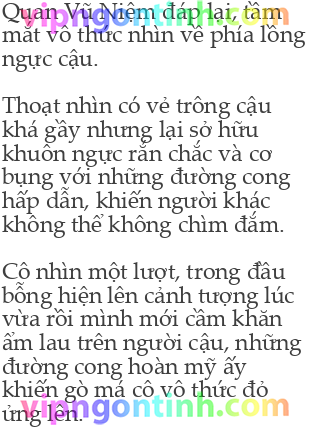 Quan Vũ Niệm đáp lại, tầm
mắt vô thức nhìn về phía lồng
ngực cậu.
Thoạt nhìn có vẻ trông cậu
khá gầy nhưng lại sở hữu
khuôn ngực rắn chắc và cơ
bụng với những đường cong
hấp dẫn, khiến người khác
không thể không chìm đắm.
Cô nhìn một lượt, trong đầu
bỗng hiện lên cảnh tượng lúc
vừa rồi mình mới cầm khăn
ấm lau trên người cậu, những
đường cong hoàn mỹ ấy
khiến gò má cô vô thức đỏ
ửng lên.
vipngontinh.com
vipngontinh.com